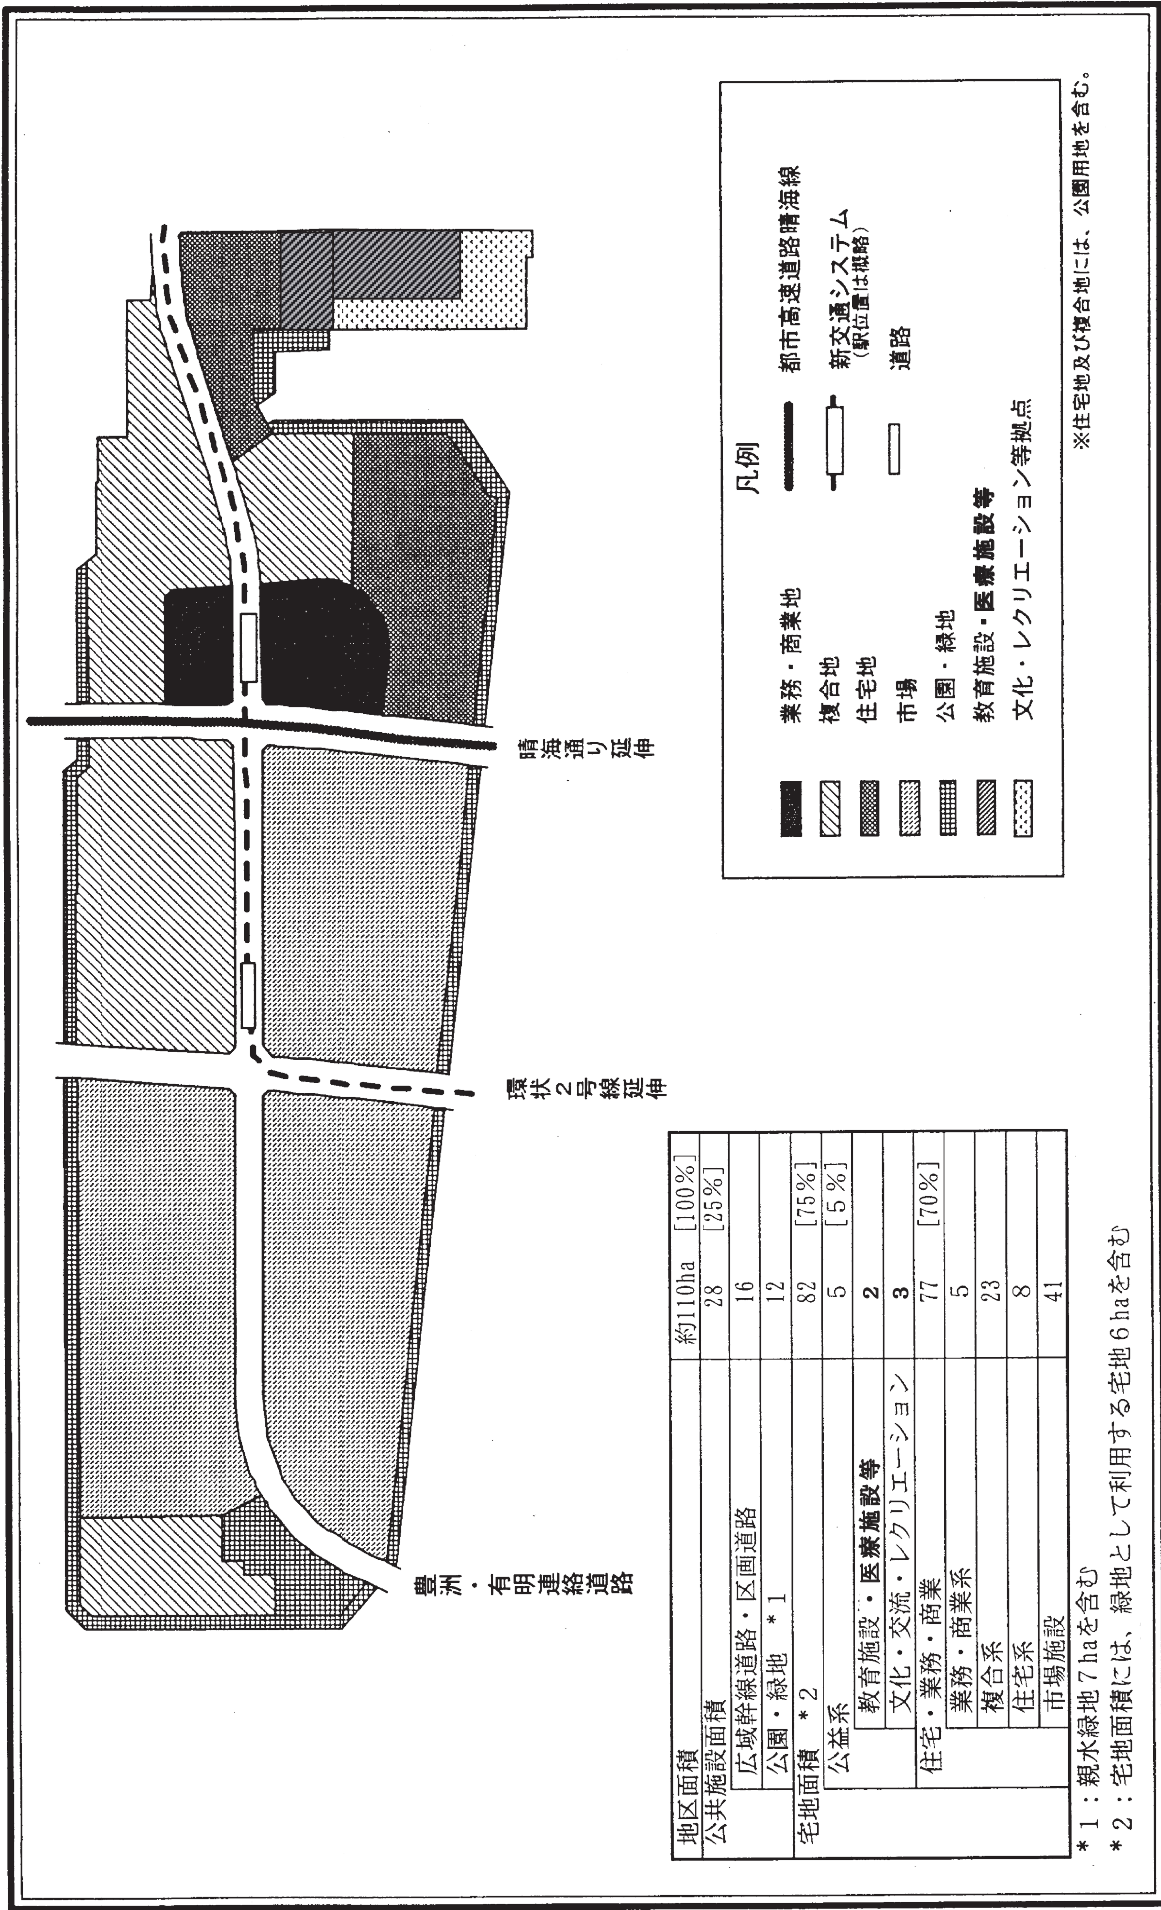 晴海通り延伸
環状2号線延伸
豊洲・有明連絡道路
凡例
業務・商業地
複合地
住宅地
市場
公園・緑地
教育施設・医療施設等
文化・レクリエーション等拠点
都市高速道路晴海線
新交通システム
（駅位置は概略）
道路
※住宅地及び複合地には、公園用地を含む。
地区面積 約110ha [100%]
公共施設面積 28 [25%]
広域幹線道路・区画道路 16
公園・緑地 *1 12
宅地面積 *2 82 [75%]
公益系 5 [5%]
教育施設・医療施設等 2
文化・交流・レクリエーション 3
住宅・業務・商業 77 [70%]
業務・商業系 5
複合系 23
住宅系 8
市場施設 41
*1：親水緑地7haを含む
*2：宅地面積には、緑地として利用する宅地6haを含む